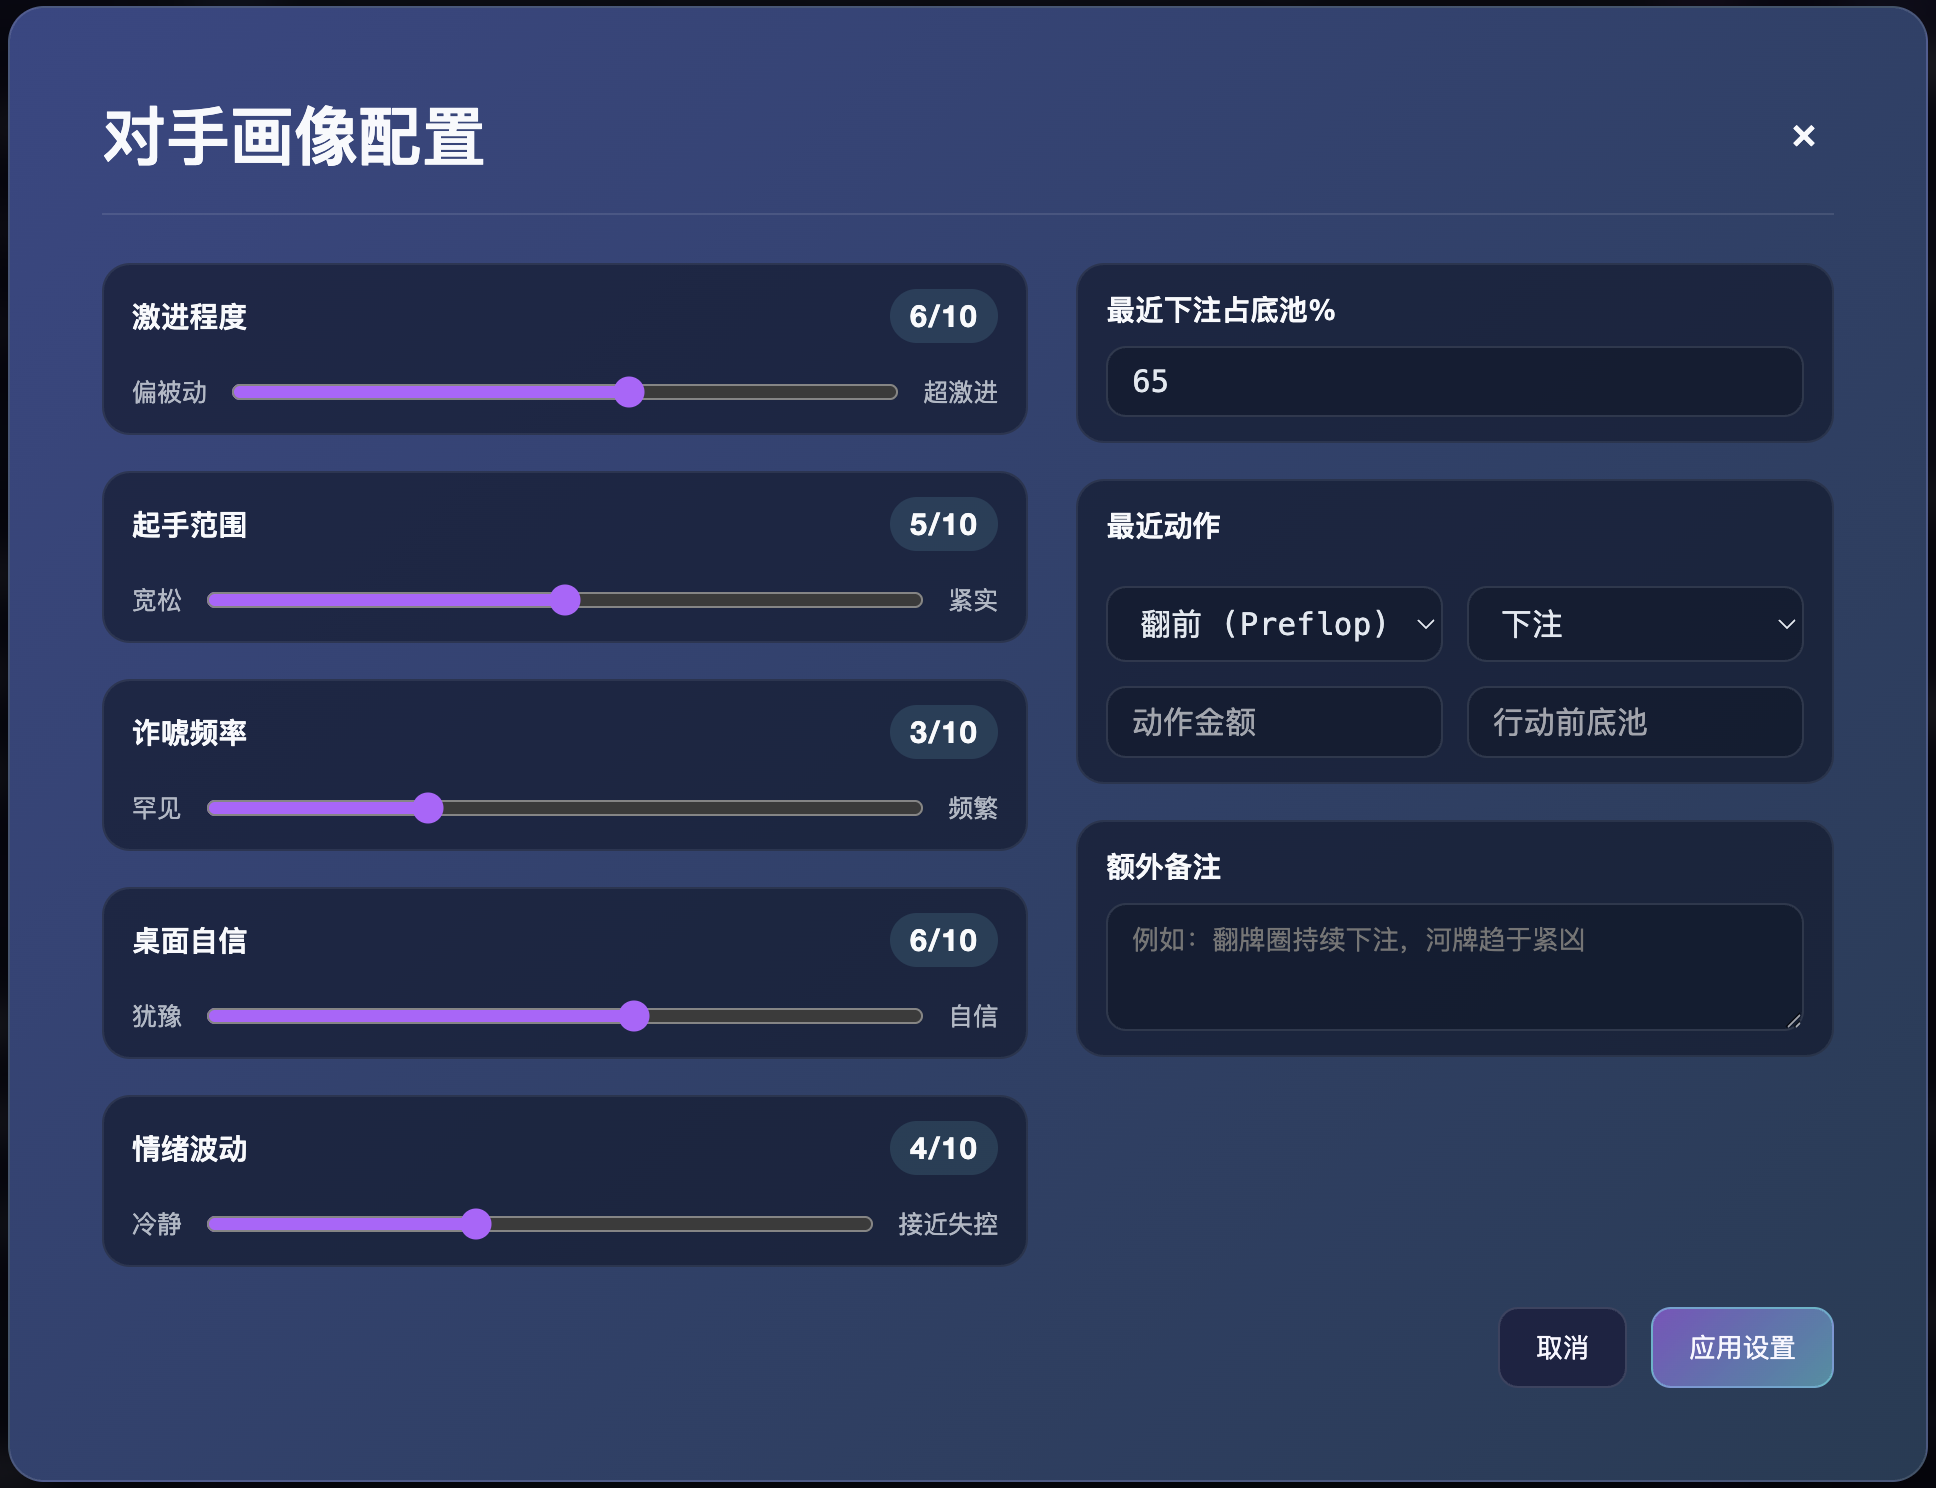 对手画像配置
×
激进程度
6/10
偏被动
超激进
起手范围
5/10
宽松
紧实
诈唬频率
3/10
罕见
频繁
桌面自信
6/10
犹豫
自信
情绪波动
4/10
冷静
接近失控
最近下注占底池%
65
最近动作
翻前 (Preflop)
下注
动作金额
行动前底池
额外备注
例如：翻牌圈持续下注，河牌趋于紧凶
取消
应用设置